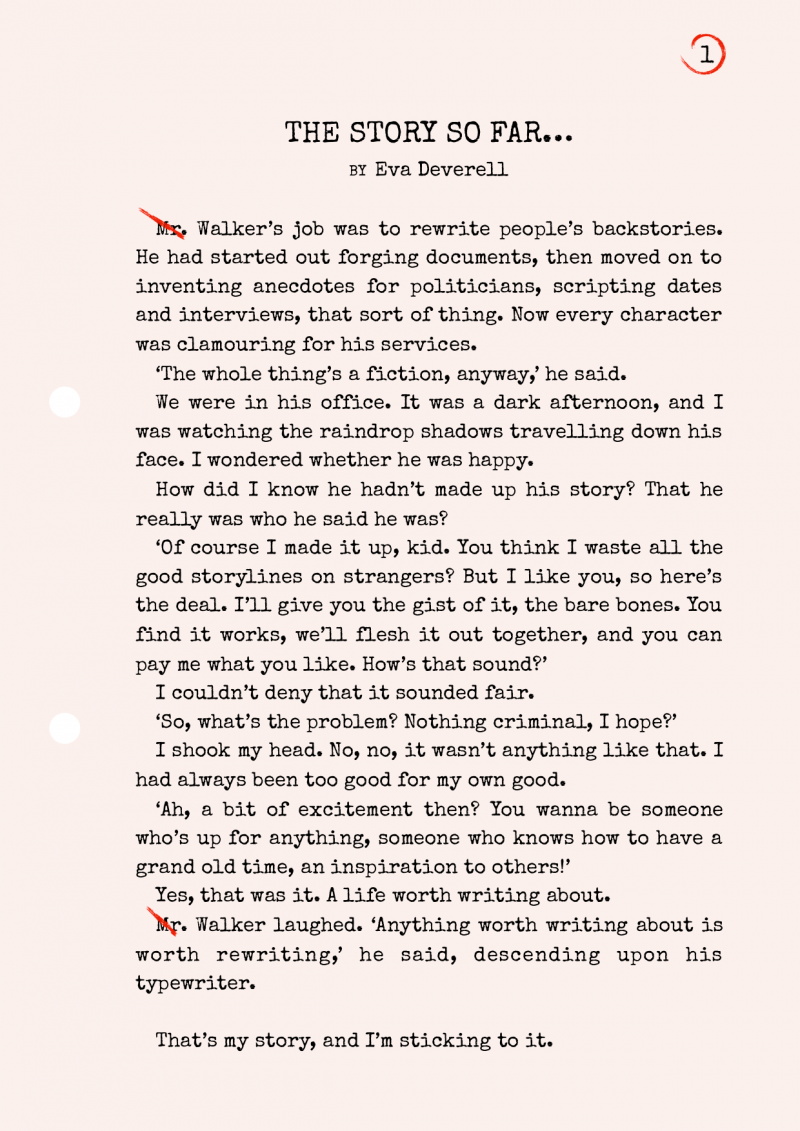 1
THE STORY SO FAR...
BY Eva Deverell
Mr. Walker’s job was to rewrite people’s backstories.
He had started out forging documents, then moved on to
inventing anecdotes for politicians, scripting dates
and interviews, that sort of thing. Now every character
was clamouring for his services.
‘The whole thing’s a fiction, anyway,’ he said.
We were in his office. It was a dark afternoon, and I
was watching the raindrop shadows travelling down his
face. I wondered whether he was happy.
How did I know he hadn’t made up his story? That he
really was who he said he was?
‘Of course I made it up, kid. You think I waste all the
good storylines on strangers? But I like you, so here’s
the deal. I’ll give you the gist of it, the bare bones. You
find it works, we’ll flesh it out together, and you can
pay me what you like. How’s that sound?’
I couldn’t deny that it sounded fair.
‘So, what’s the problem? Nothing criminal, I hope?’
I shook my head. No, no, it wasn’t anything like that. I
had always been too good for my own good.
‘Ah, a bit of excitement then? You wanna be someone
who’s up for anything, someone who knows how to have a
grand old time, an inspiration to others!’
Yes, that was it. A life worth writing about.
Mr. Walker laughed. ‘Anything worth writing about is
worth rewriting,’ he said, descending upon his
typewriter.
That’s my story, and I’m sticking to it.